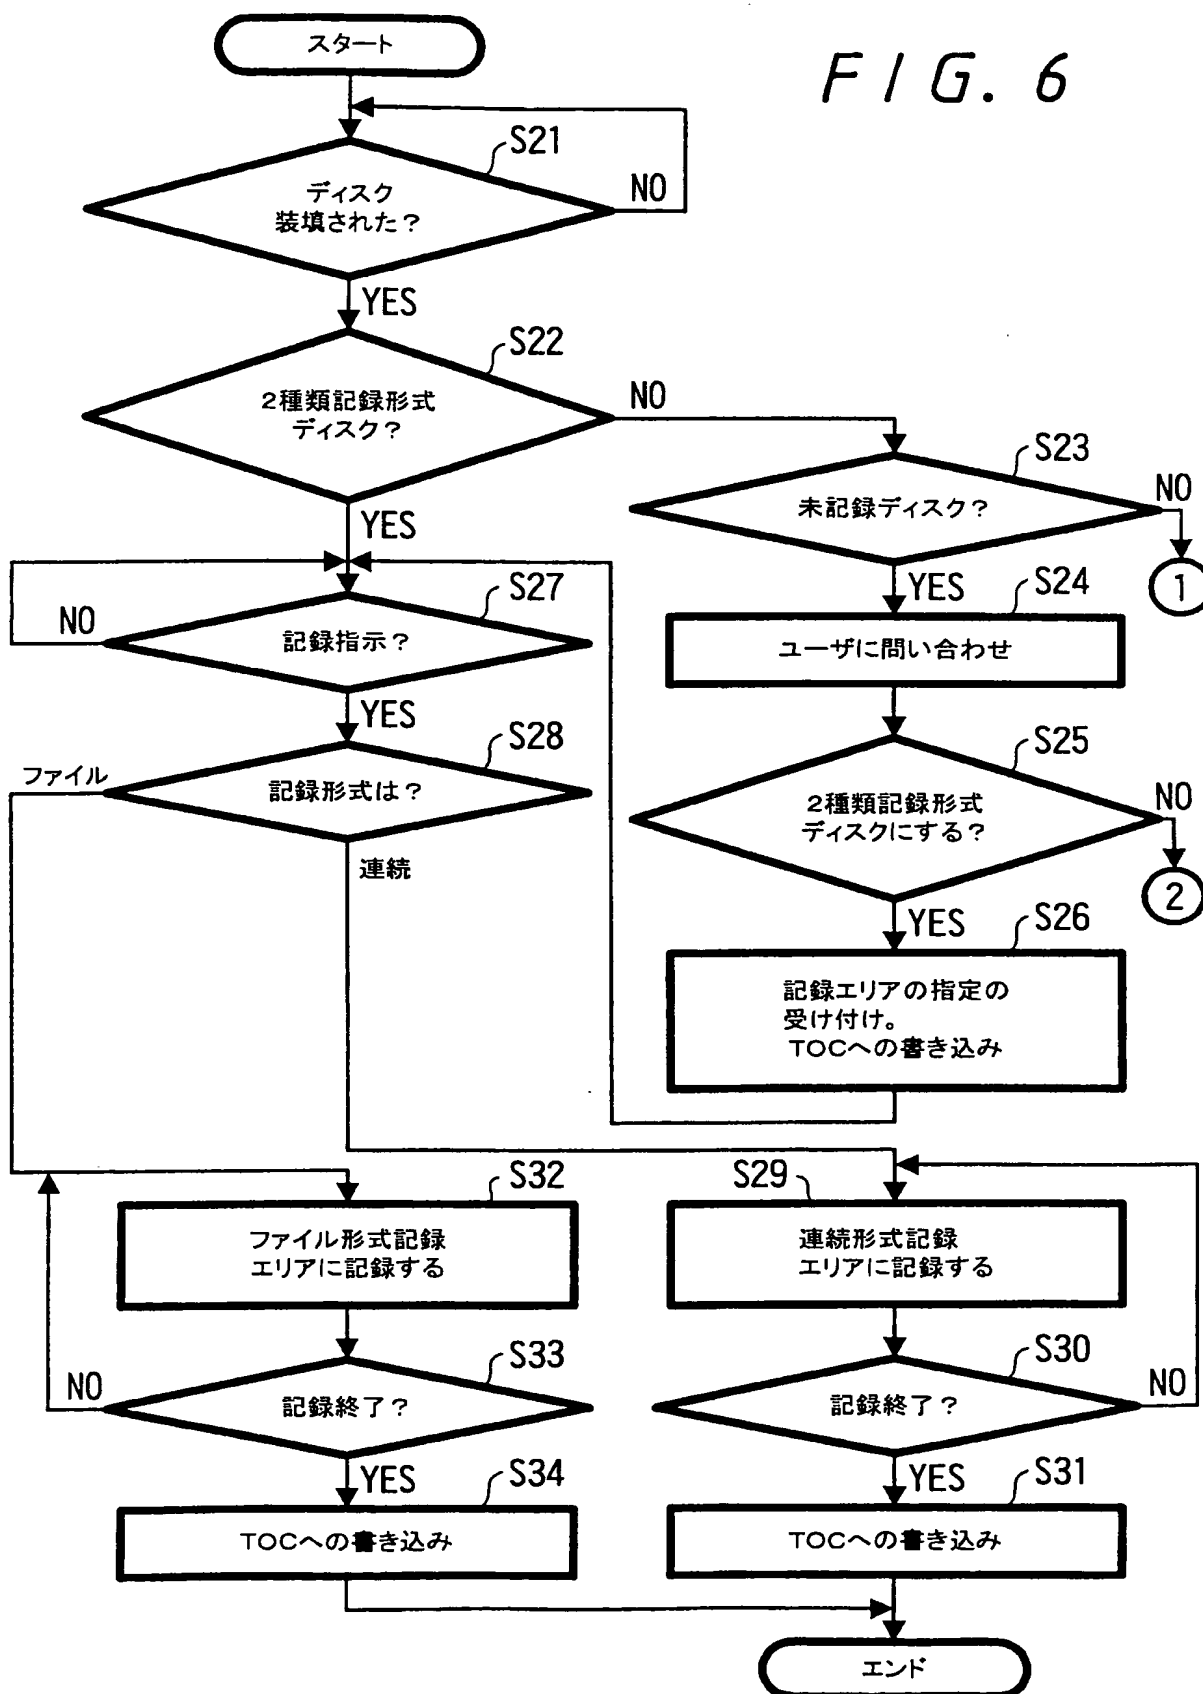 スタート
FIG. 6
S21
ディスク
装填された?
NO
YES
S22
2種類記録形式
ディスク?
NO
YES
S23
未記録ディスク?
NO
1
YES
S24
ユーザに問い合わせ
S25
2種類記録形式
ディスクにする?
NO
2
YES
S26
記録エリアの指定の
受け付け。
TOCへの書き込み
S27
記録指示?
NO
YES
S28
記録形式は?
ファイル
連続
S32
ファイル形式記録
エリアに記録する
S33
記録終了?
NO
YES
S34
TOCへの書き込み
S29
連続形式記録
エリアに記録する
S30
記録終了?
NO
YES
S31
TOCへの書き込み
エンド